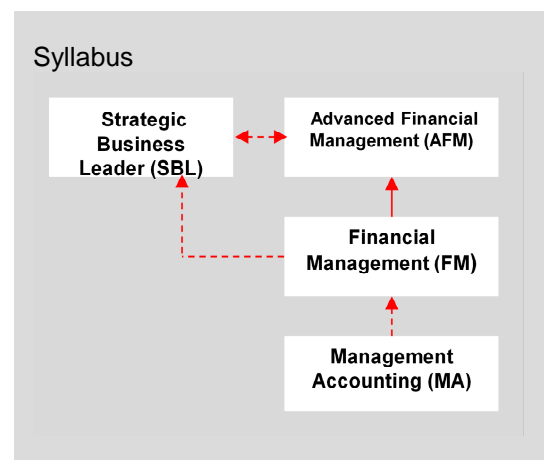 Syllabus
Strategic
Business
Leader (SBL)
Advanced Financial
Management (AFM)
Financial
Management (FM)
Management
Accounting (MA)